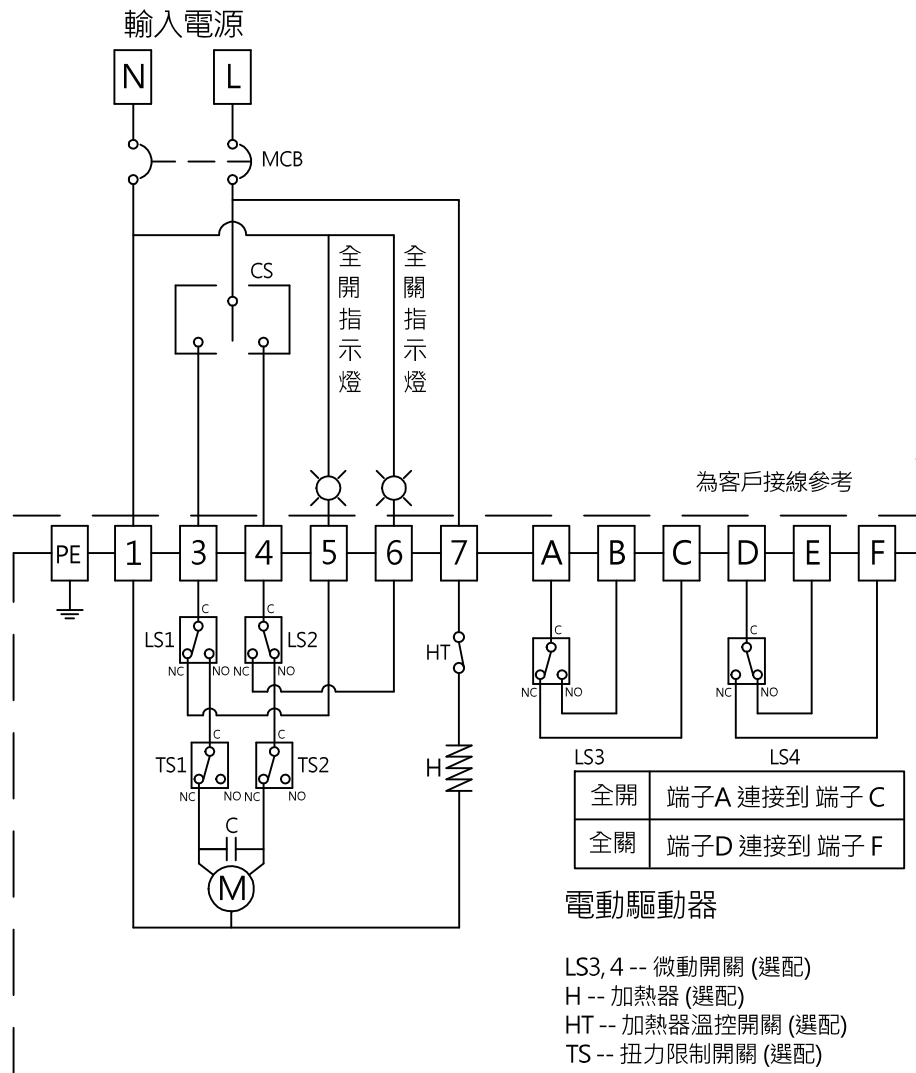 輸入電源
N L
MCB
CS
全開指示燈
全關指示燈
為客戶接線參考
PE 1 3 4 5 6 7 A B C D E F
C C
LS1 LS2
NC NO NC NO
HT
C C
NC NO NC NO
C C
TS1 TS2
NC NO NC NO
H
LS3 LS4
全開 端子A 連接到 端子 C
全關 端子D 連接到 端子 F
C
M
電動驅動器
LS3, 4 -- 微動開關 (選配)
H -- 加熱器 (選配)
HT -- 加熱器溫控開關 (選配)
TS -- 扭力限制開關 (選配)